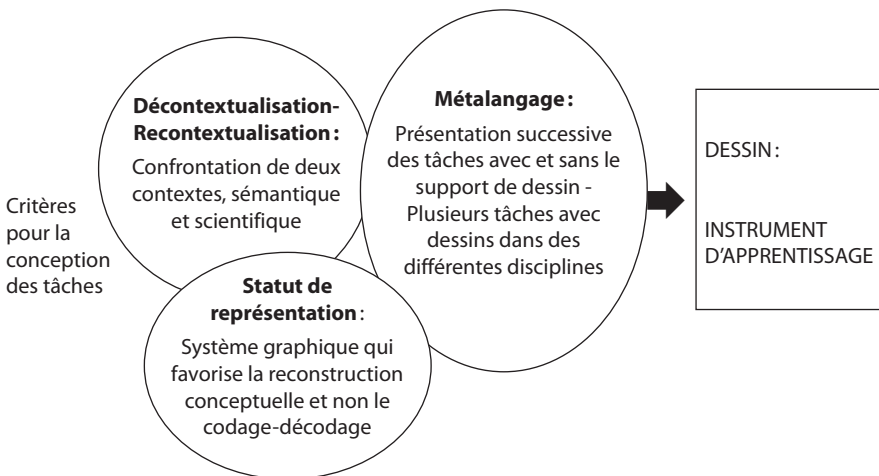 Critères
pour la
conception
des tâches
Décontextualisation-
Recontextualisation :
Confrontation de deux
contextes, sémantique
et scientifique
Statut de
représentation :
Système graphique qui
favorise la reconstruction
conceptuelle et non le
codage-décodage
Métalangage :
Présentation successive
des tâches avec et sans le
support de dessin -
Plusieurs tâches avec
dessins dans des
différentes disciplines
DESSIN :
INSTRUMENT
D'APPRENTISSAGE